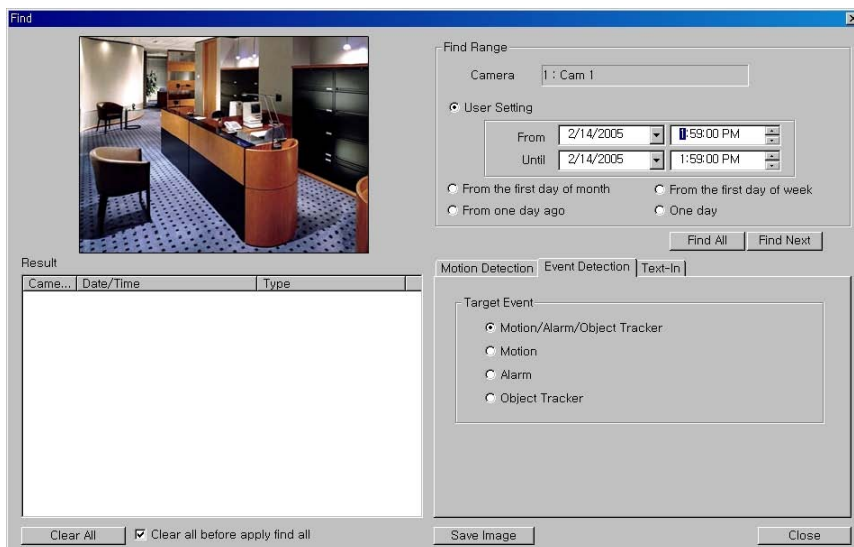 Find
Find Range
Camera 1 : Cam 1
User Setting
From 2/14/2005 1:59:00 PM
Until 2/14/2005 1:59:00 PM
From the first day of month From the first day of week
From one day ago One day
Find All Find Next
Result
Came... Date/Time Type
Motion Detection Event Detection Text-In
Target Event
Motion/Alarm/Object Tracker
Motion
Alarm
Object Tracker
Clear All Clear all before apply find all Save Image Close